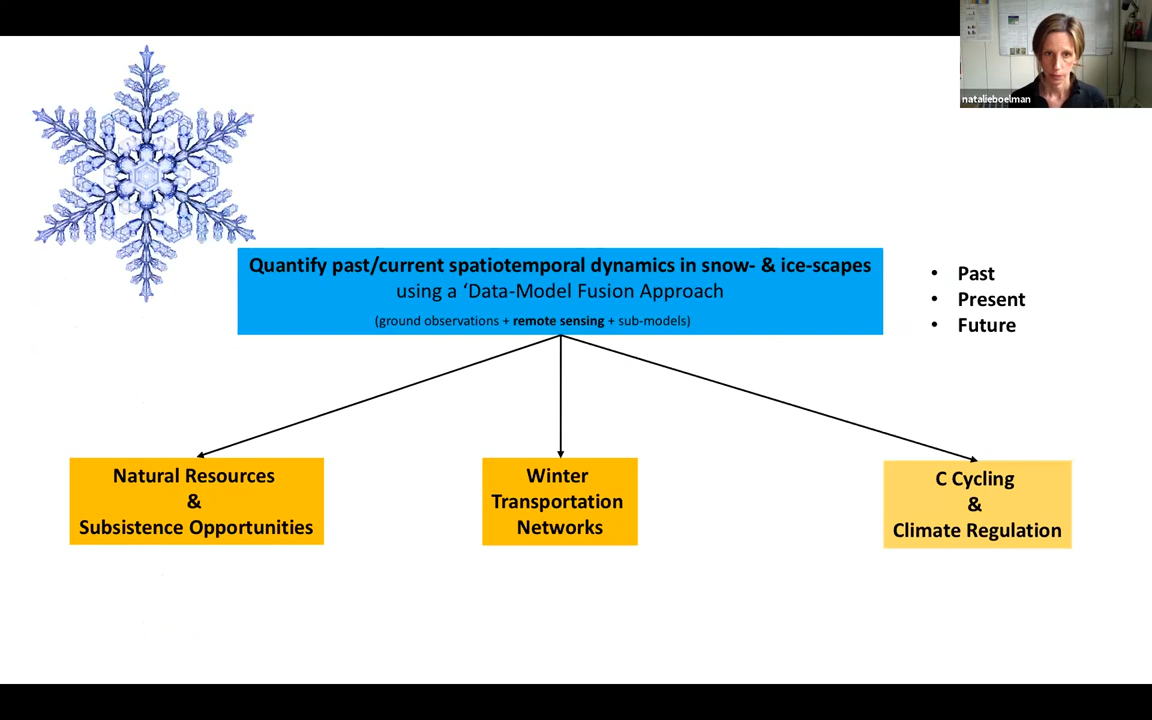 natalieboelman
Quantify past/current spatiotemporal dynamics in snow- & ice-scapes
using a ‘Data-Model Fusion Approach
(ground observations + remote sensing + sub-models)
• Past
• Present
• Future
Natural Resources
&
Subsistence Opportunities
Winter
Transportation
Networks
C Cycling
&
Climate Regulation